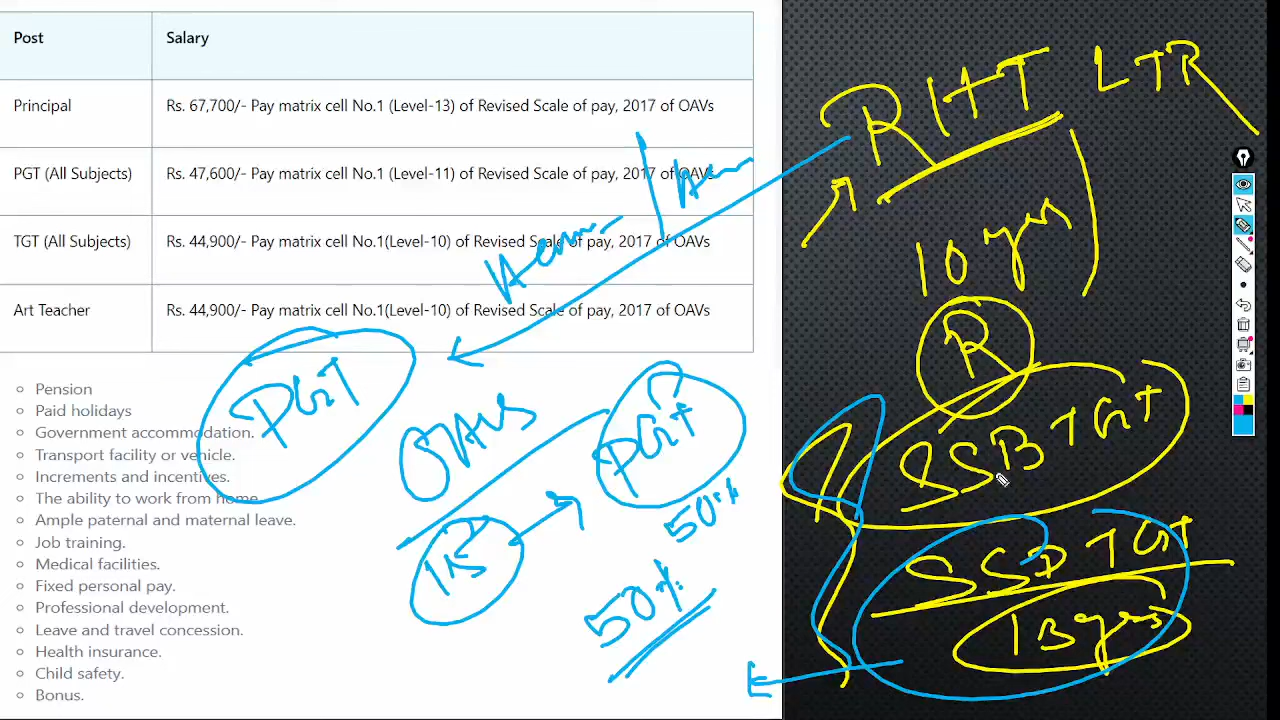 Post Salary
Principal Rs. 67,700/- Pay matrix cell No.1 (Level-13) of Revised Scale of pay, 2017 of OAVs
PGT (All Subjects) Rs. 47,600/- Pay matrix cell No.1 (Level-11) of Revised Scale of pay, 2017 of OAVs
TGT (All Subjects) Rs. 44,900/- Pay matrix cell No.1(Level-10) of Revised Scale of pay, 2017 of OAVs
Art Teacher Rs. 44,900/- Pay matrix cell No.1(Level-10) of Revised Scale of pay, 2017 of OAVs
Pension
Paid holidays
Government accommodation.
Transport facility or vehicle.
Increments and incentives.
The ability to work from home
Ample paternal and maternal leave.
Job training.
Medical facilities.
Fixed personal pay.
Professional development.
Leave and travel concession.
Health insurance.
Child safety.
Bonus.
PGT
OAVs
PGT
50%
50%
LTR
10 yrs
R
SSB TGT
SSD TGT
13 yrs